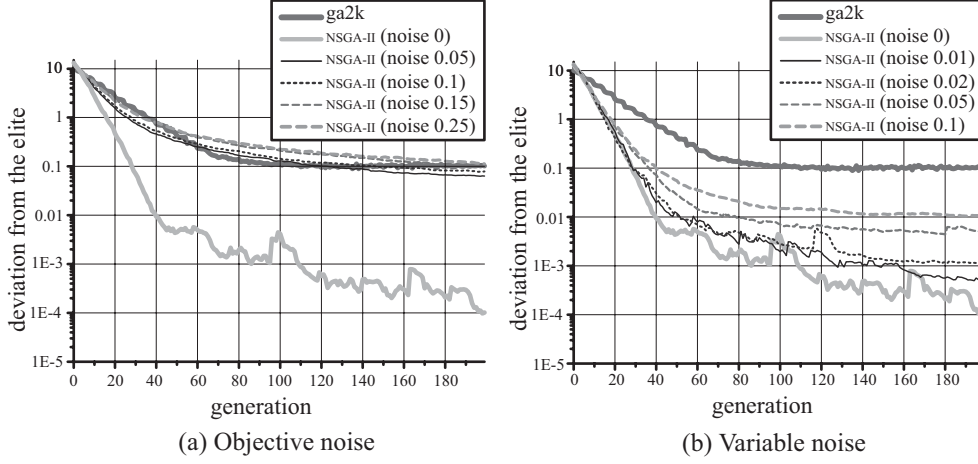 ga2k
NSGA-II (noise 0)
NSGA-II (noise 0.05)
NSGA-II (noise 0.1)
NSGA-II (noise 0.15)
NSGA-II (noise 0.25)
deviation from the elite
10
1
0.1
0.01
1E-3
1E-4
1E-5
0 20 40 60 80 100 120 140 160 180
generation
(a) Objective noise
ga2k
NSGA-II (noise 0)
NSGA-II (noise 0.01)
NSGA-II (noise 0.02)
NSGA-II (noise 0.05)
NSGA-II (noise 0.1)
deviation from the elite
10
1
0.1
0.01
1E-3
1E-4
1E-5
0 20 40 60 80 100 120 140 160 180
generation
(b) Variable noise